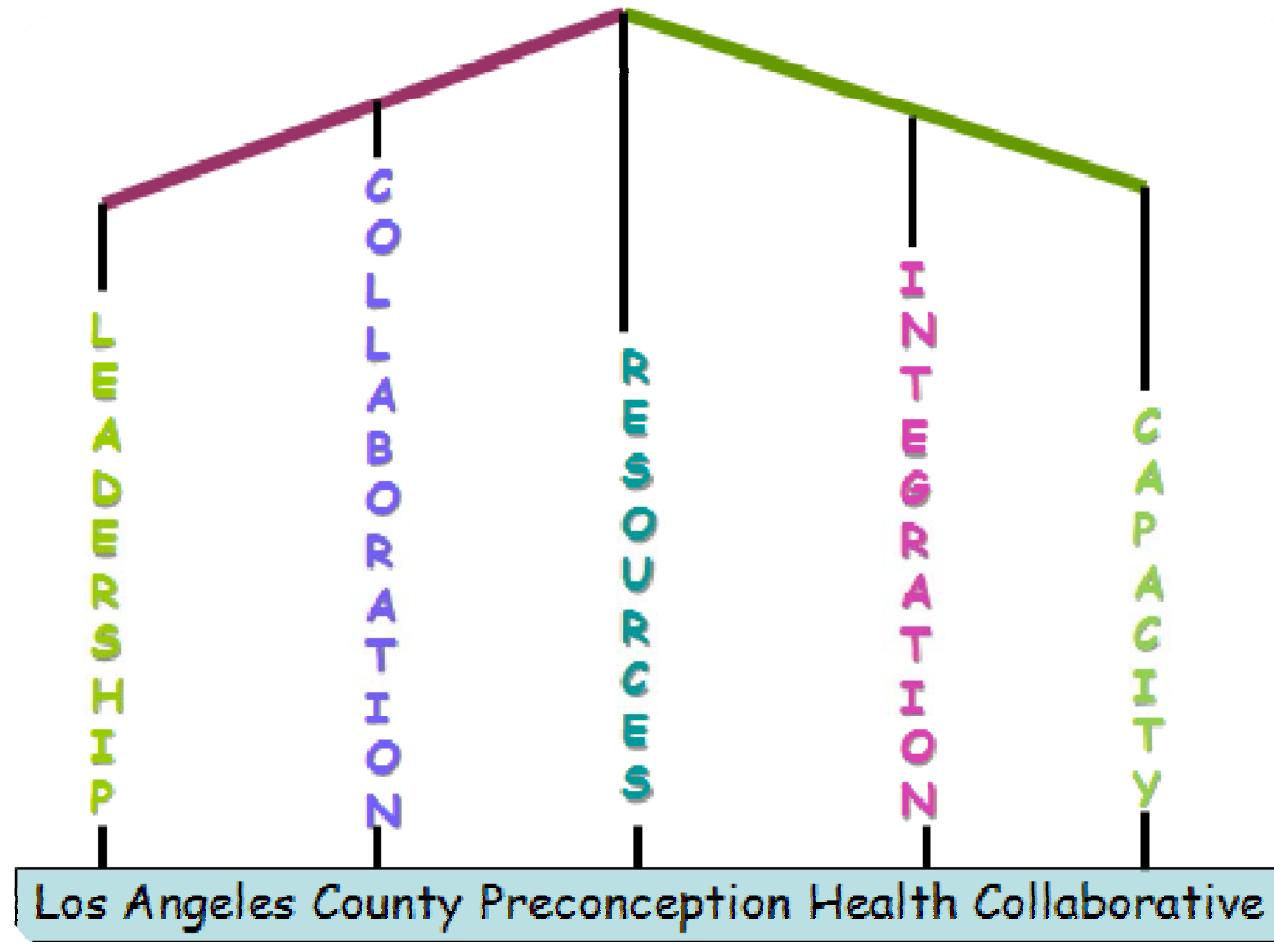 LEADERSHIP
COLLABORATION
RESOURCES
INTEGRATION
CAPACITY
Los Angeles County Preconception Health Collaborative